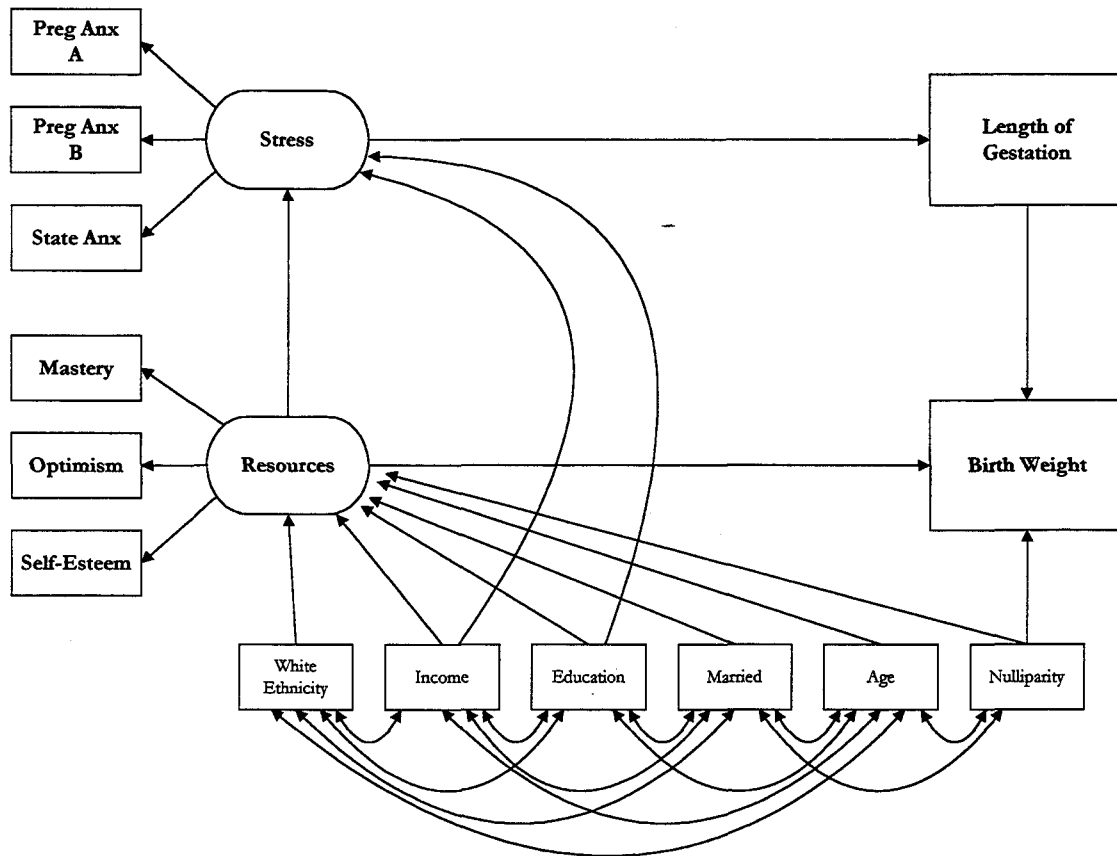 Preg Anx
A
Preg Anx
B
State Anx
Stress
Length of
Gestation
Mastery
Optimism
Self-Esteem
Resources
Birth Weight
White
Ethnicity
Income
Education
Married
Age
Nulliparity